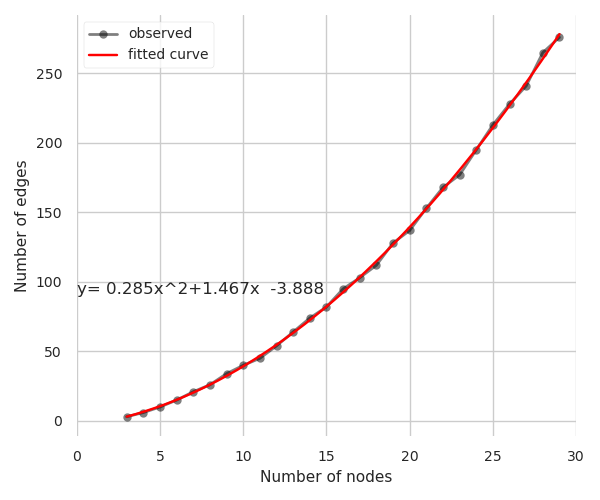 observed
fitted curve
250
200
150
100
50
0
Number of edges
y= 0.285x^2+1.467x  -3.888
0 5 10 15 20 25 30
Number of nodes